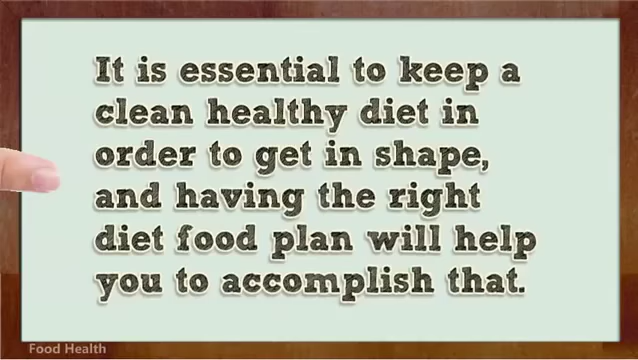 It is essential to keep a
clean healthy diet in
order to get in shape,
and having the right
diet food plan will help
you to accomplish that.
Food Health